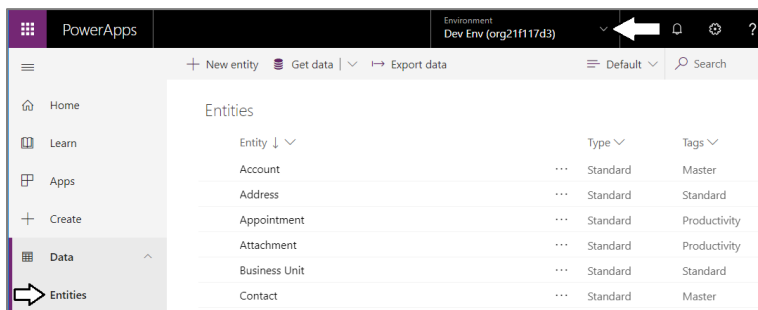 PowerApps
Environment
Dev Env (org21f117d3)
?
New entity Get data Export data Default Search
Home
Learn
Apps
Create
Data
Entities
Entities
Entity Type Tags
Account ... Standard Master
Address ... Standard Standard
Appointment ... Standard Productivity
Attachment ... Standard Productivity
Business Unit ... Standard Standard
Contact ... Standard Master